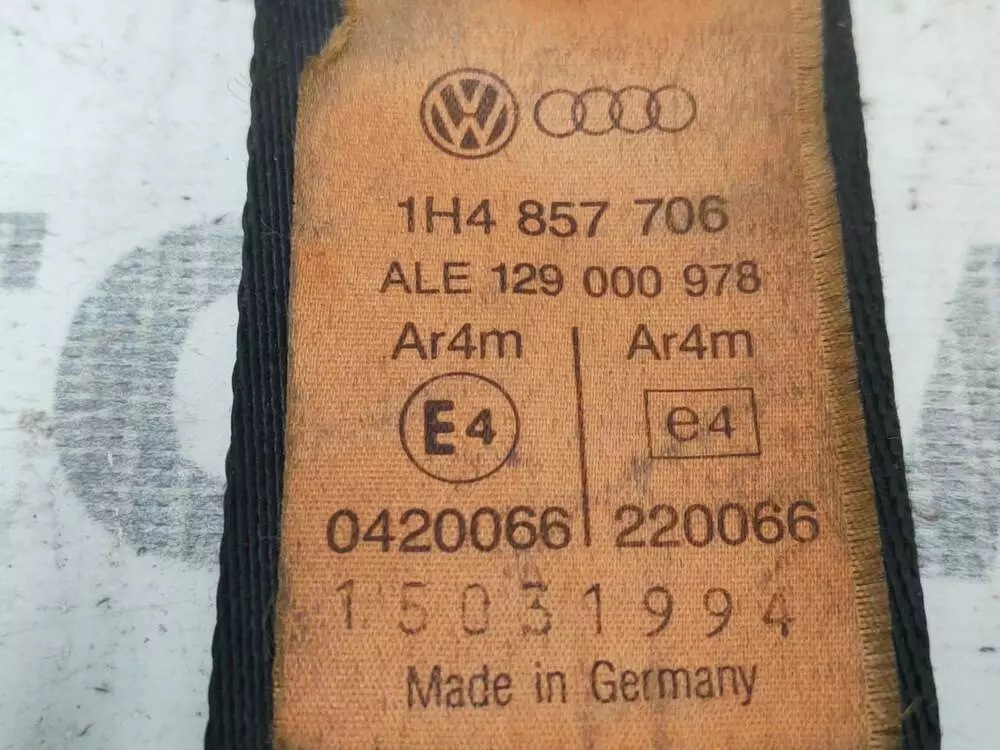 1H4 857 706
ALE 129 000 978
Ar4m Ar4m
E4 e4
0420066 220066
15031994
Made in Germany